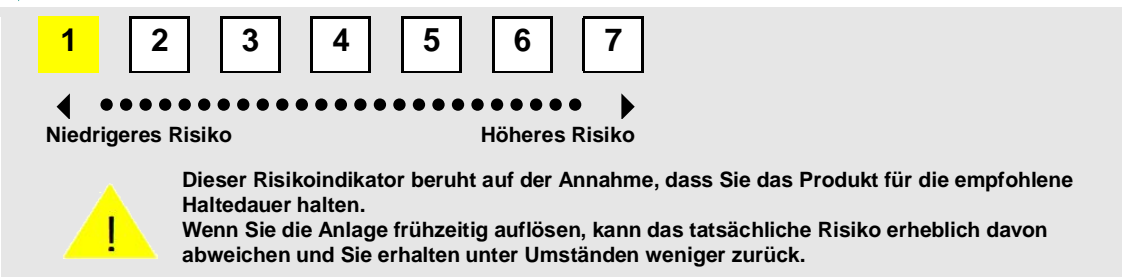 1 2 3 4 5 6 7
Niedrigeres Risiko Höheres Risiko
Dieser Risikoindikator beruht auf der Annahme, dass Sie das Produkt für die empfohlene
Haltedauer halten.
Wenn Sie die Anlage frühzeitig auflösen, kann das tatsächliche Risiko erheblich davon
abweichen und Sie erhalten unter Umständen weniger zurück.
!